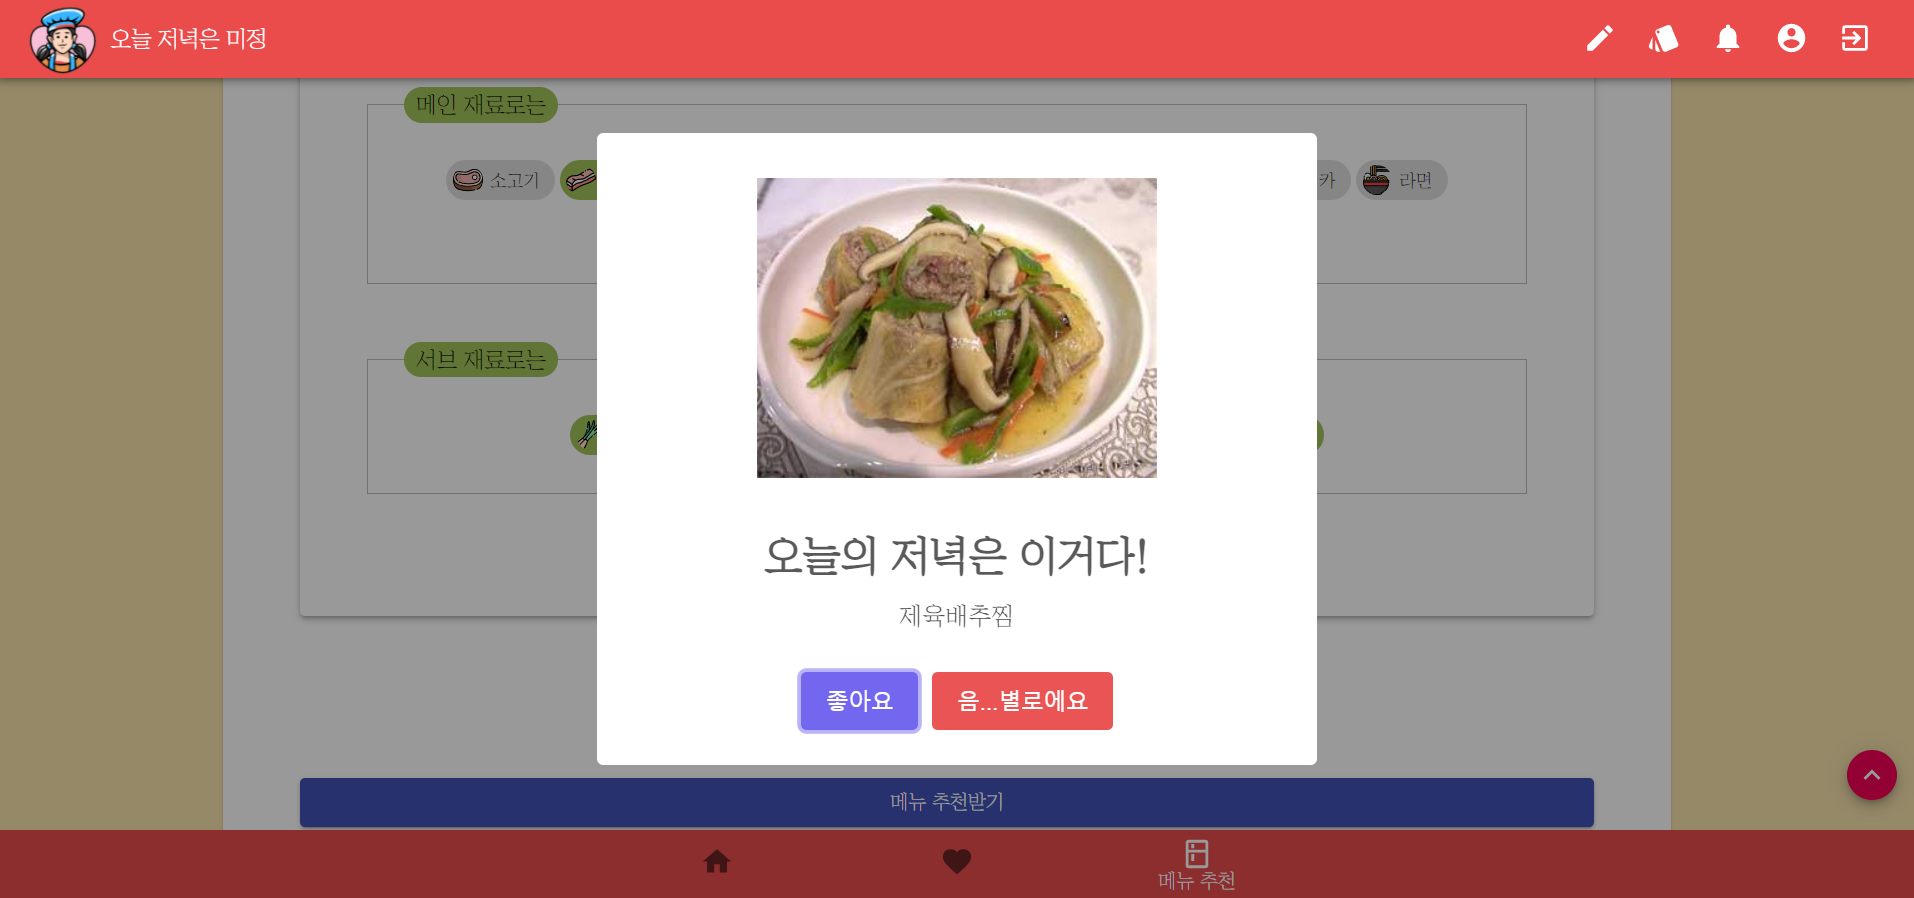 오늘 저녁은 미정
메인 재료로는
소고기
카
라면
서브 재료로는
오늘의 저녁은 이거다!
제육배추찜
좋아요
음...별로에요
메뉴 추천받기
메뉴 추천